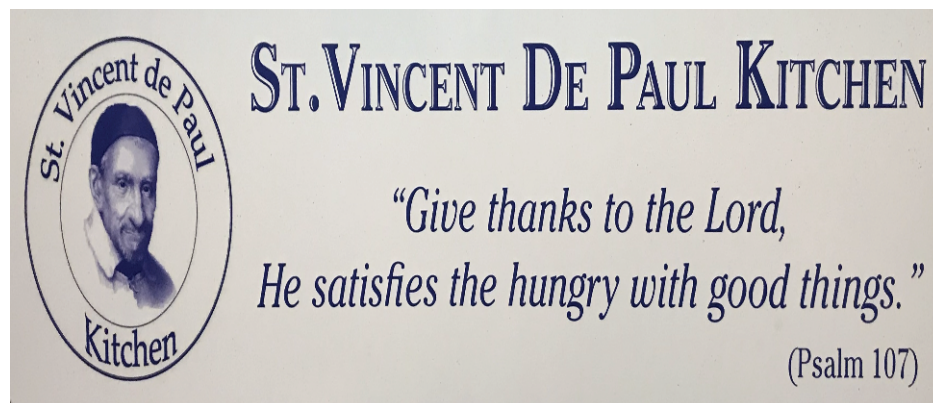 St. Vincent de Paul
Kitchen
ST. VINCENT DE PAUL KITCHEN
“Give thanks to the Lord,
He satisfies the hungry with good things.”
(Psalm 107)